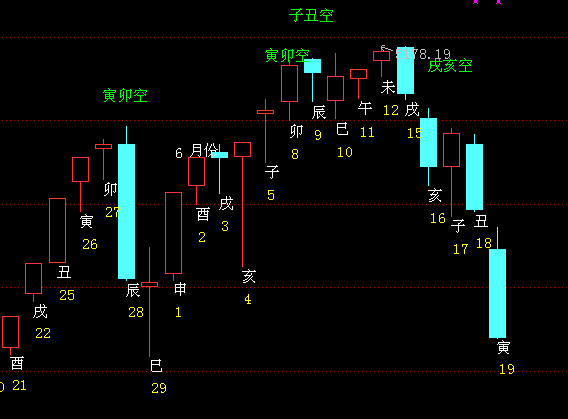 子丑空
寅卯空
5178.19
戌亥空
未
12
戌
15
午
11
辰
9
巳
10
卯
8
寅卯空
6 月份
子
5
卯
27
寅
26
酉
2
戌
3
亥
16
子
17
丑
18
丑
25
亥
4
申
1
辰
28
戌
22
巳
29
酉
21
寅
19